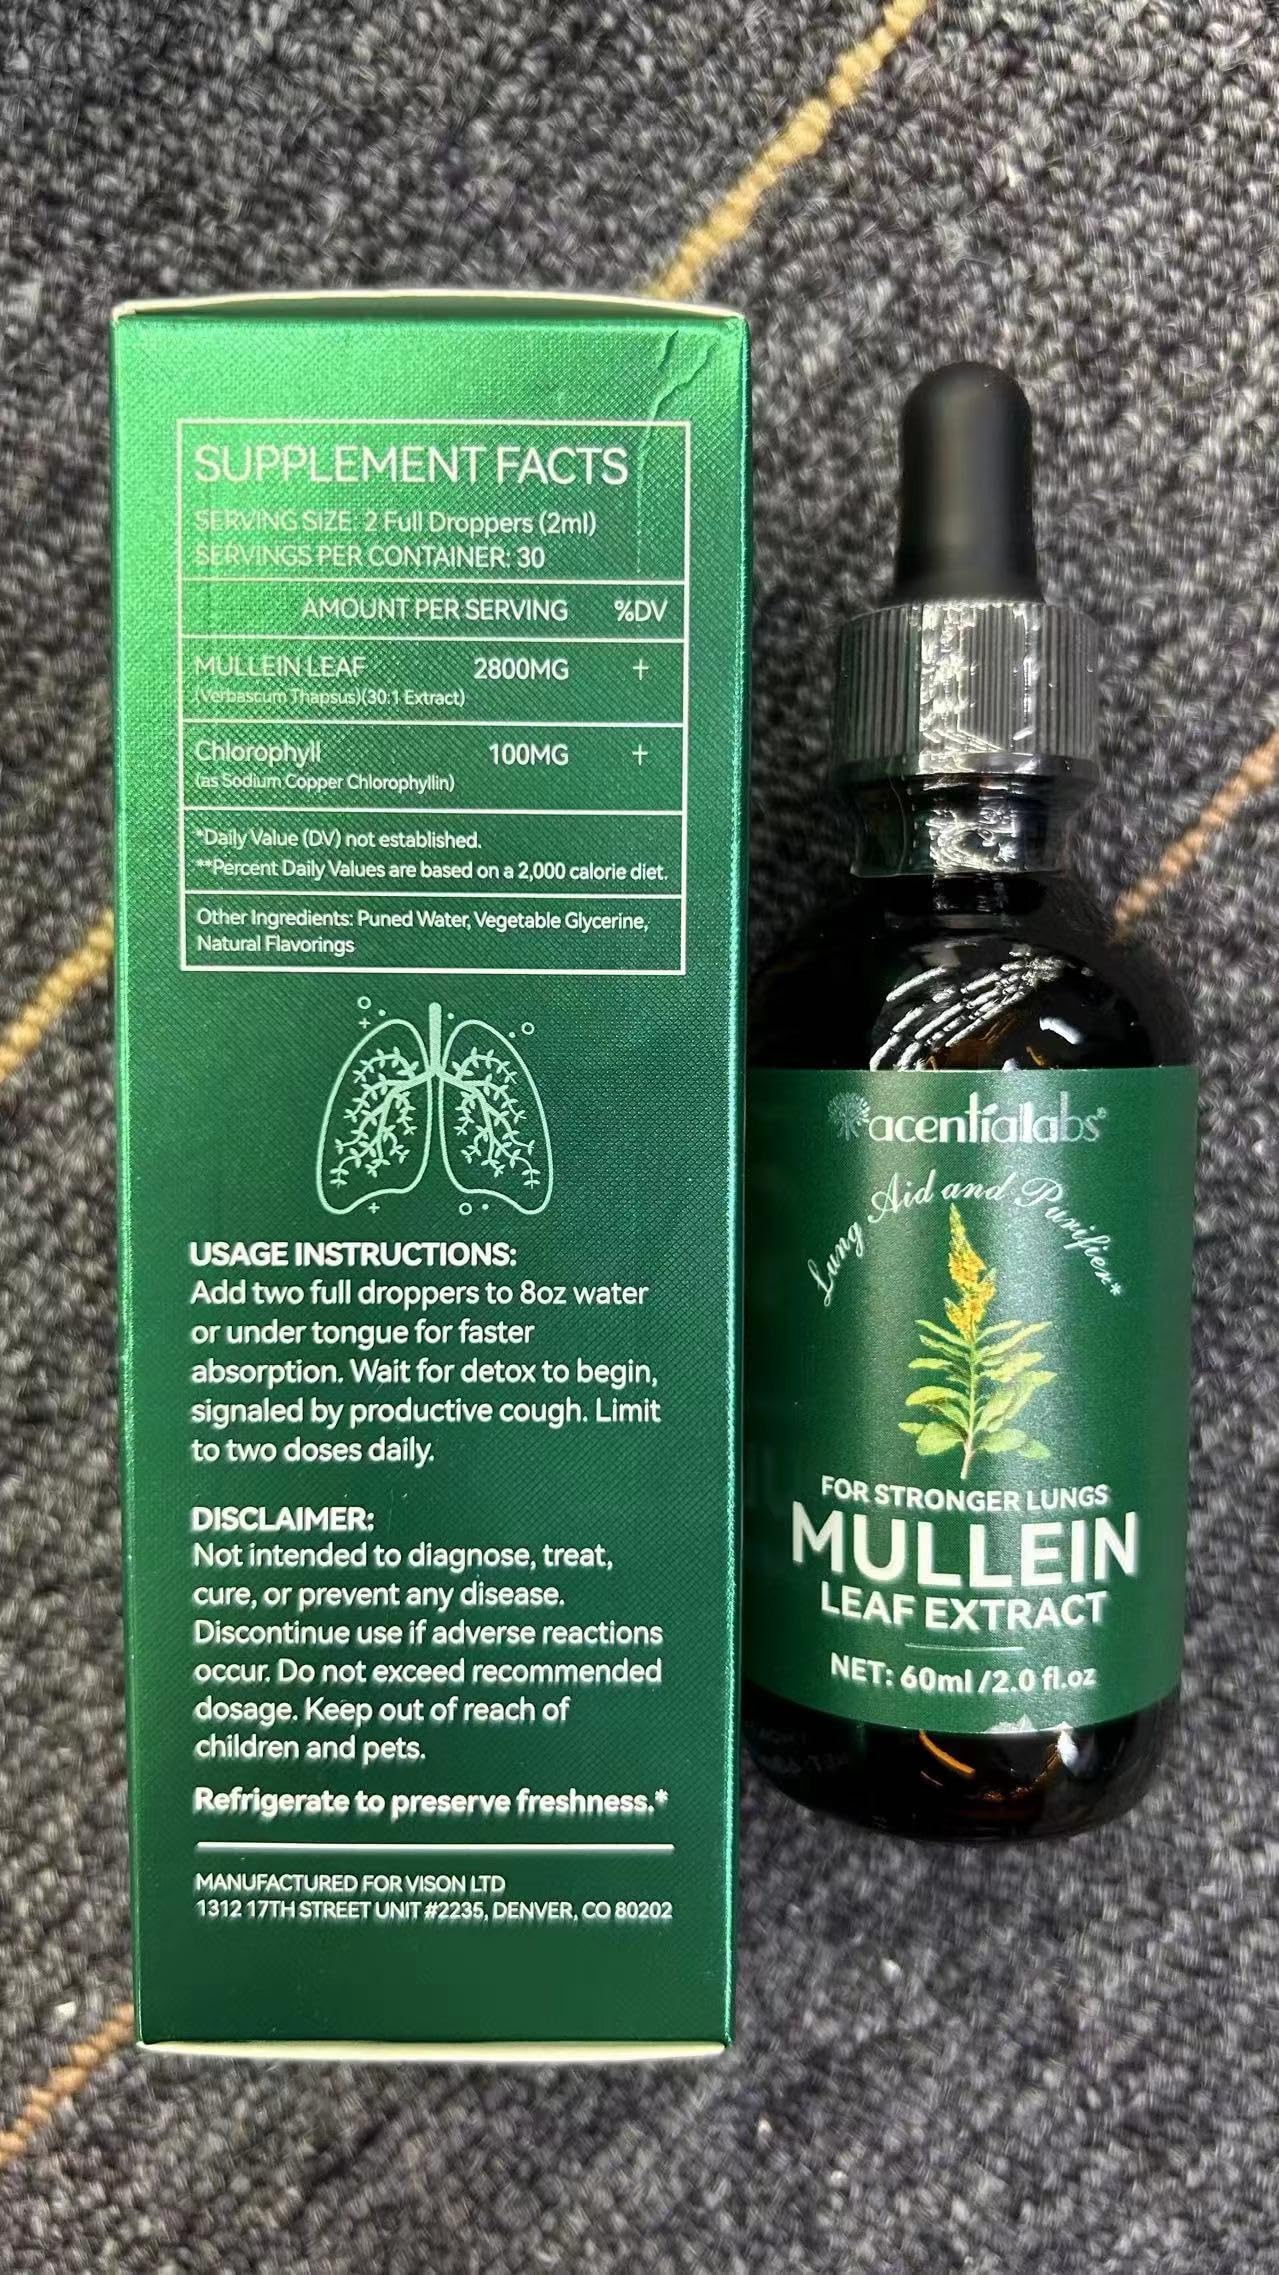 SUPPLEMENT FACTS
SERVING SIZE: 2 Full Droppers (2ml)
SERVINGS PER CONTAINER: 30
AMOUNT PER SERVING %DV
MULLEIN LEAF 2800MG +
(Verbascum Thapsus)(30:1 Extract)
Chlorophyll 100MG +
(as Sodium Copper Chlorophyllin)
*Daily Value (DV) not established.
**Percent Daily Values are based on a 2,000 calorie diet.
Other Ingredients: Puned Water, Vegetable Glycerine,
Natural Flavorings
USAGE INSTRUCTIONS:
Add two full droppers to 8oz water
or under tongue for faster
absorption. Wait for detox to begin,
signaled by productive cough. Limit
to two doses daily.
DISCLAIMER:
Not intended to diagnose, treat,
cure, or prevent any disease.
Discontinue use if adverse reactions
occur. Do not exceed recommended
dosage. Keep out of reach of
children and pets.
Refrigerate to preserve freshness.*
MANUFACTURED FOR VISON LTD
1312 17TH STREET UNIT #2235, DENVER, CO 80202
acentiallabs®
Lung Aid and Purifier*
FOR STRONGER LUNGS
MULLEIN
LEAF EXTRACT
NET: 60ml /2.0 fl.oz